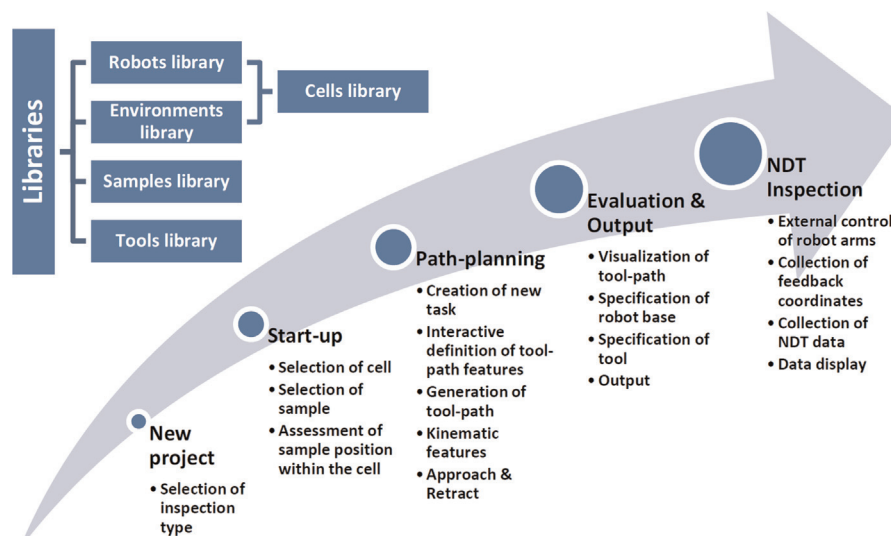 Libraries
Robots library
Environments
library
Samples library
Tools library
Cells library
New
project
• Selection of
inspection
type
Start-up
• Selection of cell
• Selection of
sample
• Assessment of
sample position
within the cell
Path-planning
• Creation of new
task
• Interactive
definition of tool-
path features
• Generation of
tool-path
• Kinematic
features
• Approach &
Retract
Evaluation &
Output
• Visualization of
tool-path
• Specification of
robot base
• Specification of
tool
• Output
NDT
Inspection
• External control
of robot arms
• Collection of
feedback
coordinates
• Collection of
NDT data
• Data display